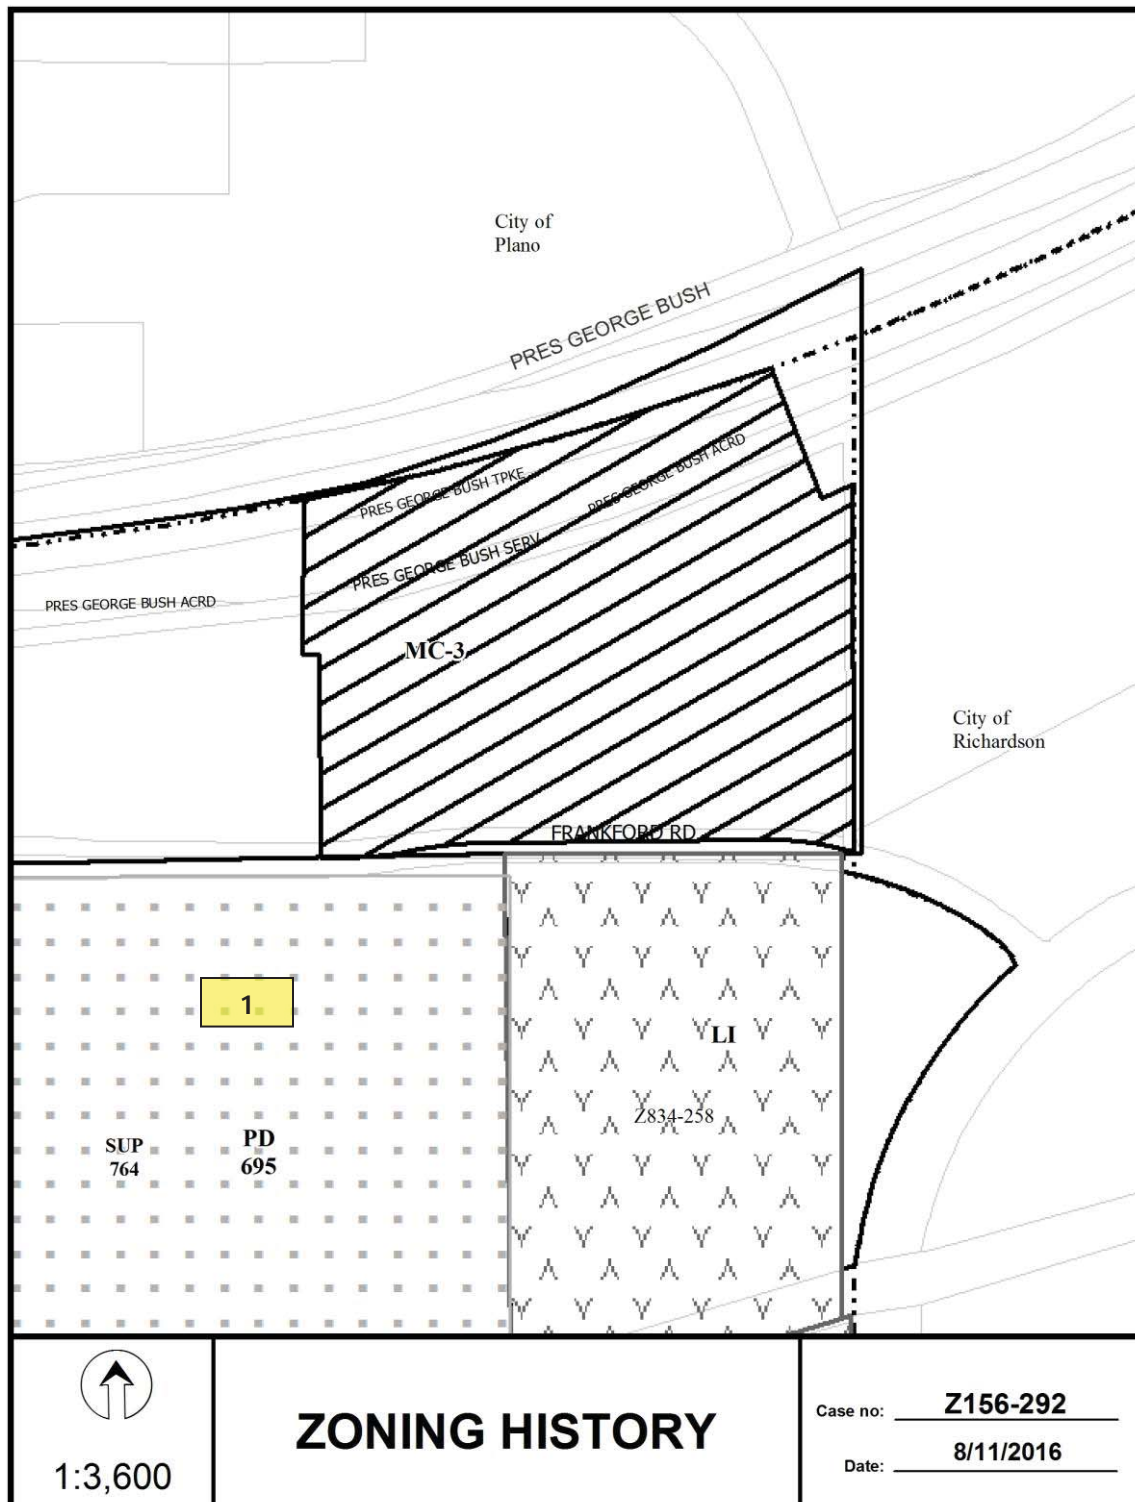 City of
Plano
PRES GEORGE BUSH
PRES GEORGE BUSH TPKE
PRES GEORGE BUSH ACRD
PRES GEORGE BUSH SERV
PRES GEORGE BUSH ACRD
MC-3
City of
Richardson
FRANKFORD RD
1
LI
Z834-258
SUP
764
PD
695
1:3,600
ZONING HISTORY
Case no: Z156-292
Date: 8/11/2016